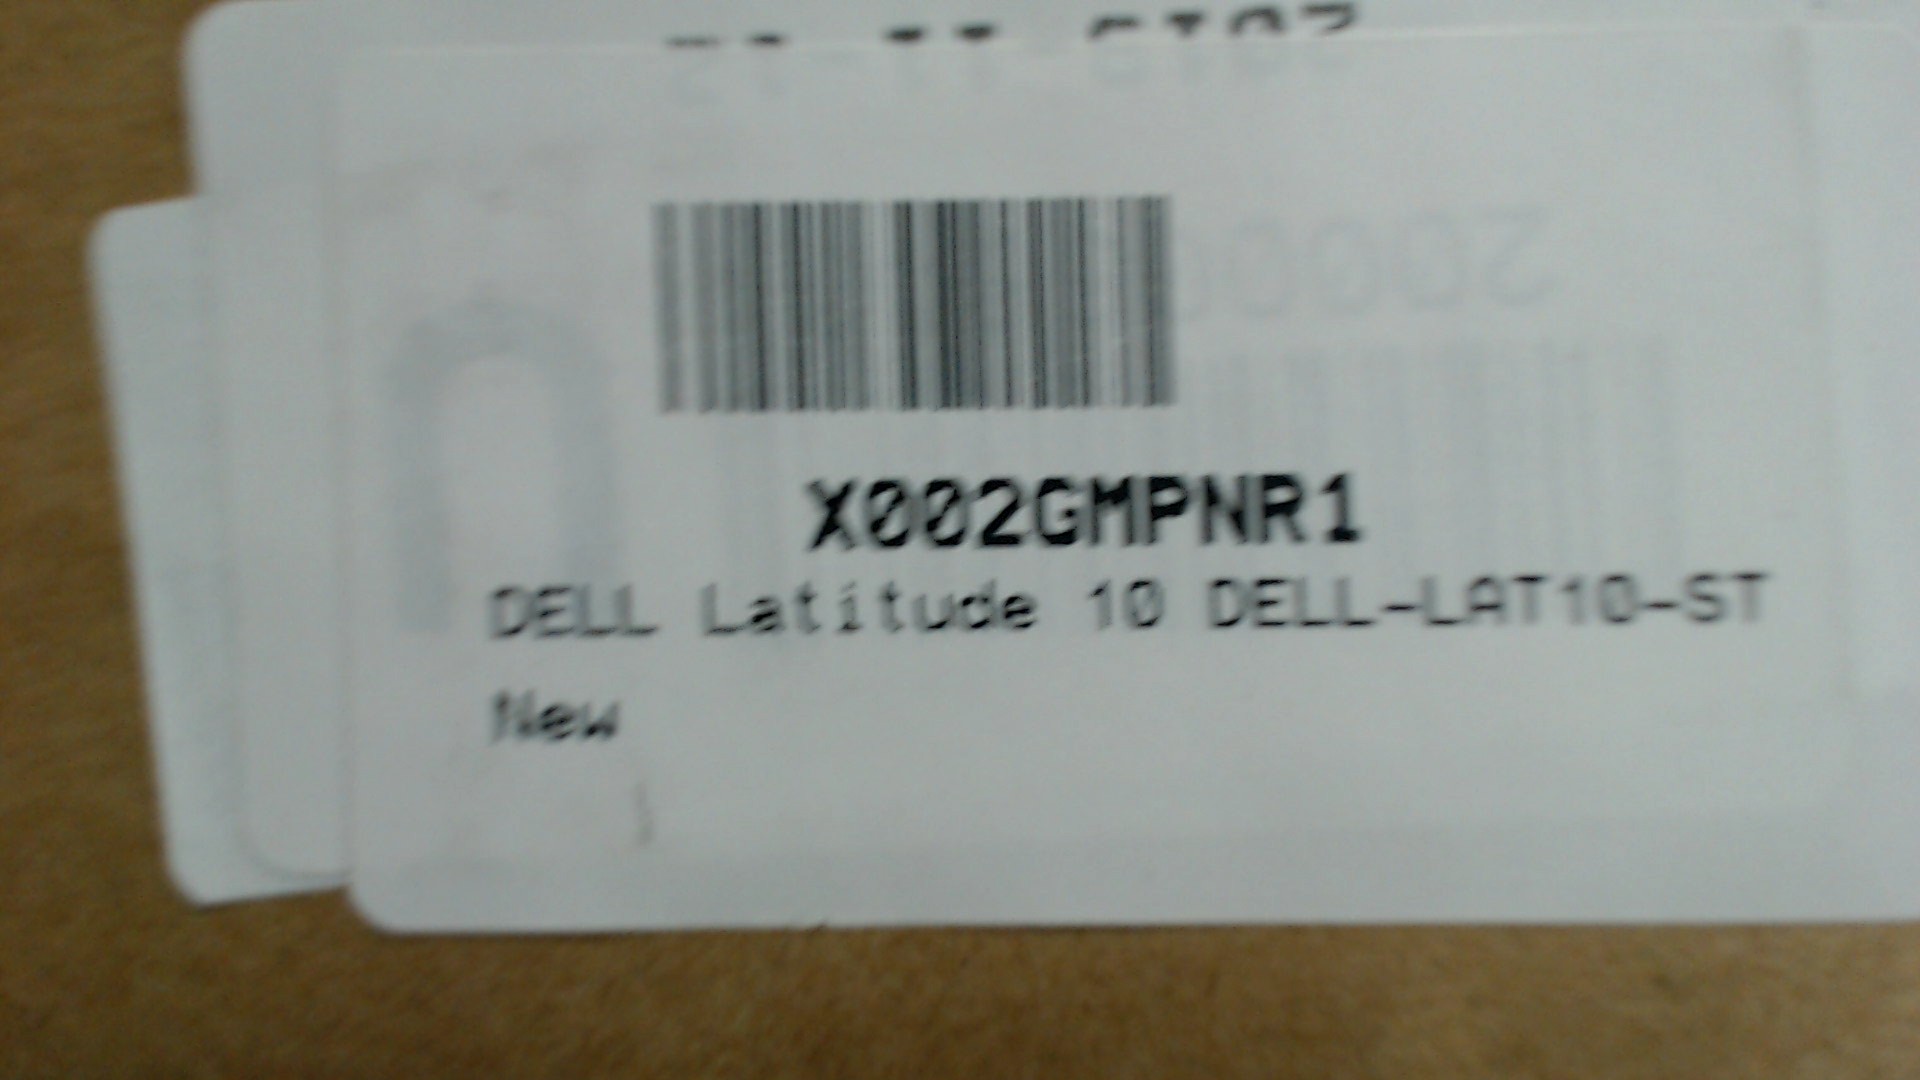 X002GMPNR1
DELL Latitude 10 DELL-LAT10-ST
New